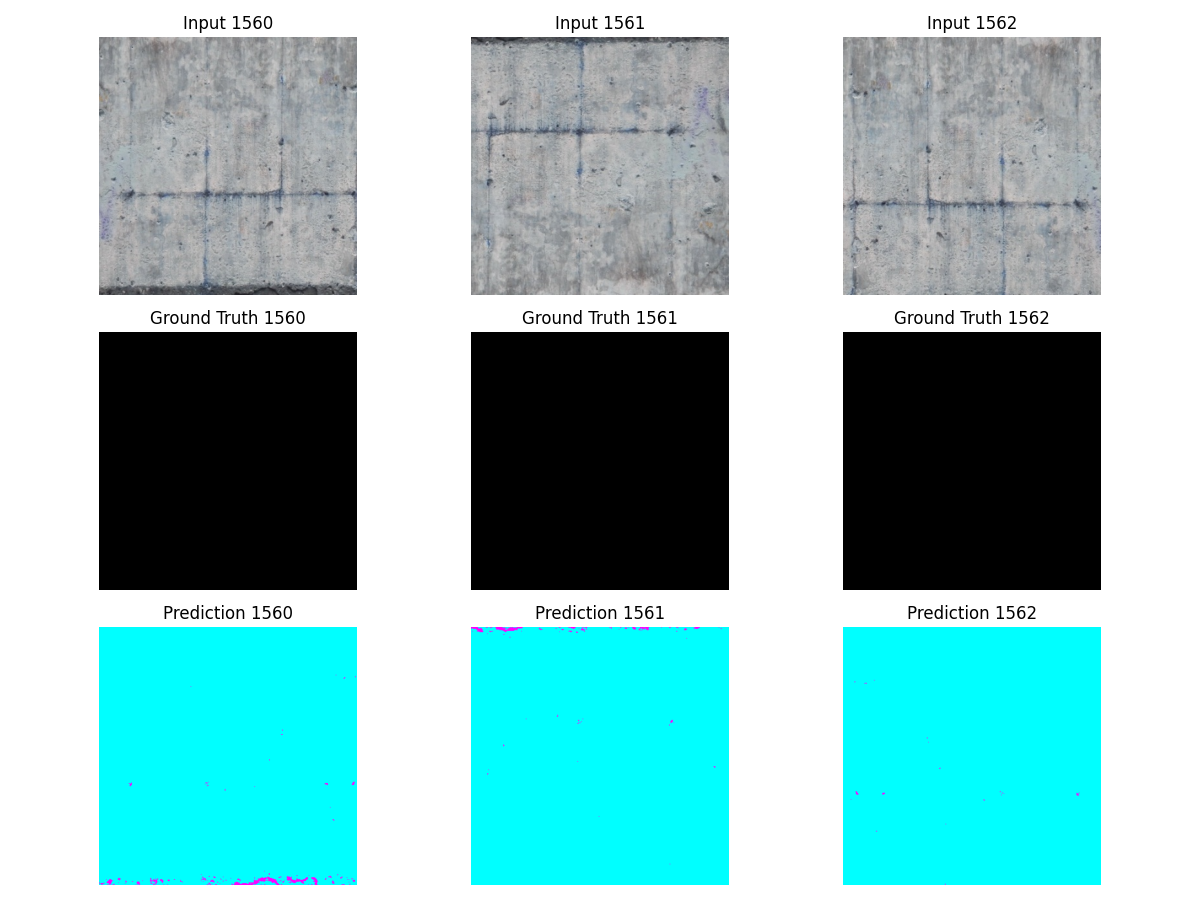 Input 1560
Input 1561
Input 1562
Ground Truth 1560
Ground Truth 1561
Ground Truth 1562
Prediction 1560
Prediction 1561
Prediction 1562